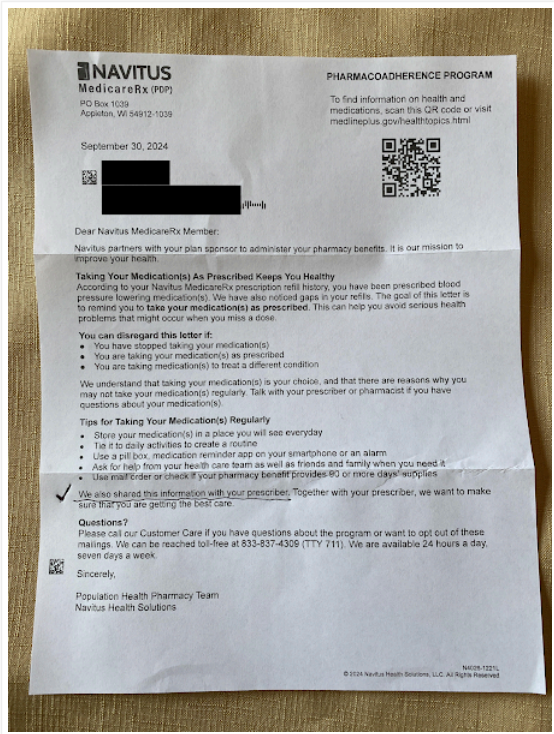 NAVITUS
MedicareRx (PDP)
PO Box 1039
Appleton, WI 54912-1039
PHARMACOADHERENCE PROGRAM
To find information on health and
medications, scan this QR code or visit
medlineplus.gov/healthtopics.html
September 30, 2024
Dear Navitus MedicareRx Member:
Navitus partners with your plan sponsor to administer your pharmacy benefits. It is our mission to
improve your health.
Taking Your Medication(s) As Prescribed Keeps You Healthy
According to your Navitus MedicareRx prescription refill history, you have been prescribed blood
pressure lowering medication(s). We have also noticed gaps in your refills. The goal of this letter is
to remind you to take your medication(s) as prescribed. This can help you avoid serious health
problems that might occur when you miss a dose.
You can disregard this letter if:
• You have stopped taking your medication(s)
• You are taking your medication(s) as prescribed
• You are taking medication(s) to treat a different condition
We understand that taking your medication(s) is your choice, and that there are reasons why you
may not take your medication(s) regularly. Talk with your prescriber or pharmacist if you have
questions about your medication(s).
Tips for Taking Your Medication(s) Regularly
• Store your medication(s) in a place you will see everyday
• Tie it to daily activities to create a routine
• Use a pill box, medication reminder app on your smartphone or an alarm
• Ask for help from your health care team as well as friends and family when you need it
• Use mail order or check if your pharmacy benefit provides 90 or more days' supplies
We also shared this information with your prescriber. Together with your prescriber, we want to make
sure that you are getting the best care.
Questions?
Please call our Customer Care if you have questions about the program or want to opt out of these
mailings. We can be reached toll-free at 833-837-4309 (TTY 711). We are available 24 hours a day,
seven days a week.
Sincerely,
Population Health Pharmacy Team
Navitus Health Solutions
N4026-1221L
© 2024 Navitus Health Solutions, LLC. All Rights Reserved